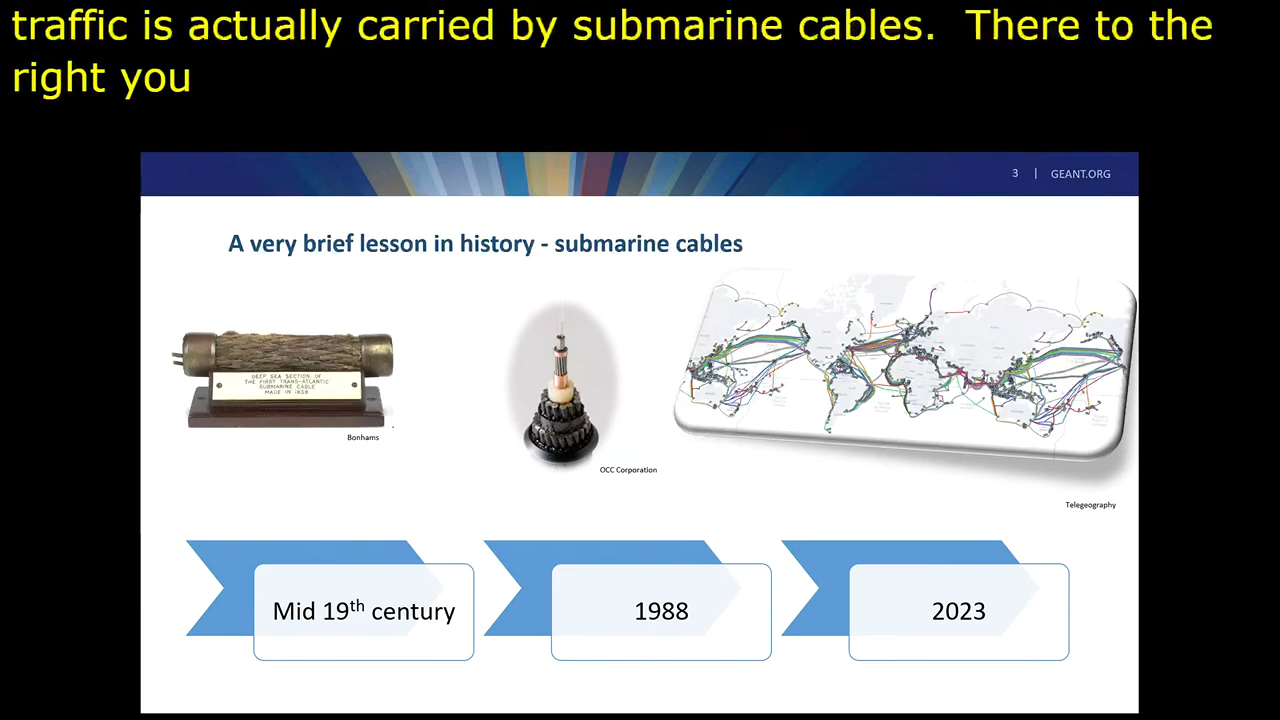 traffic is actually carried by submarine cables.  There to the
right you
3 | GEANT.ORG
A very brief lesson in history - submarine cables
DEEP SEA SECTION OF
THE FIRST TRANS-ATLANTIC
SUBMARINE CABLE
MADE IN 1858
Bonhams
OCC Corporation
Telegeography
Mid 19th century
1988
2023